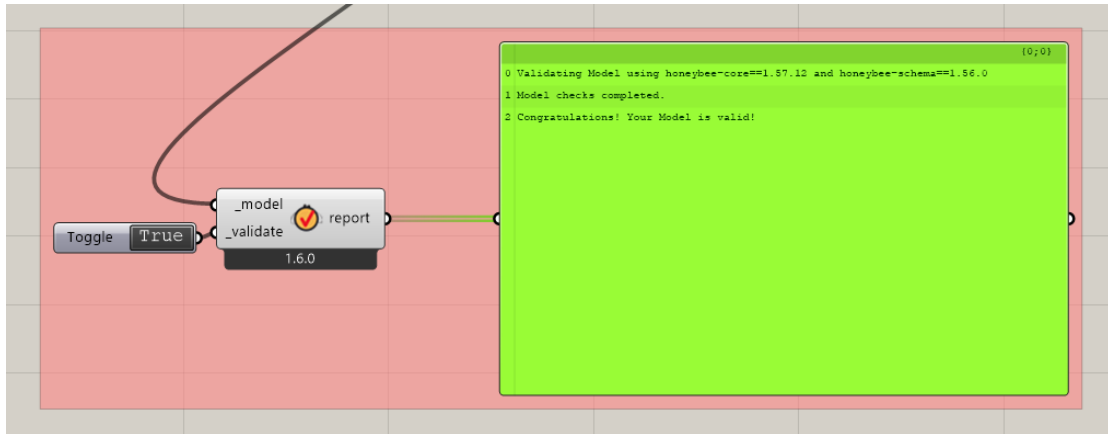 {0;0}
0 Validating Model using honeybee-core==1.57.12 and honeybee-schema==1.56.0
1 Model checks completed.
2 Congratulations! Your Model is valid!
_model
report
Toggle True
_validate
1.6.0